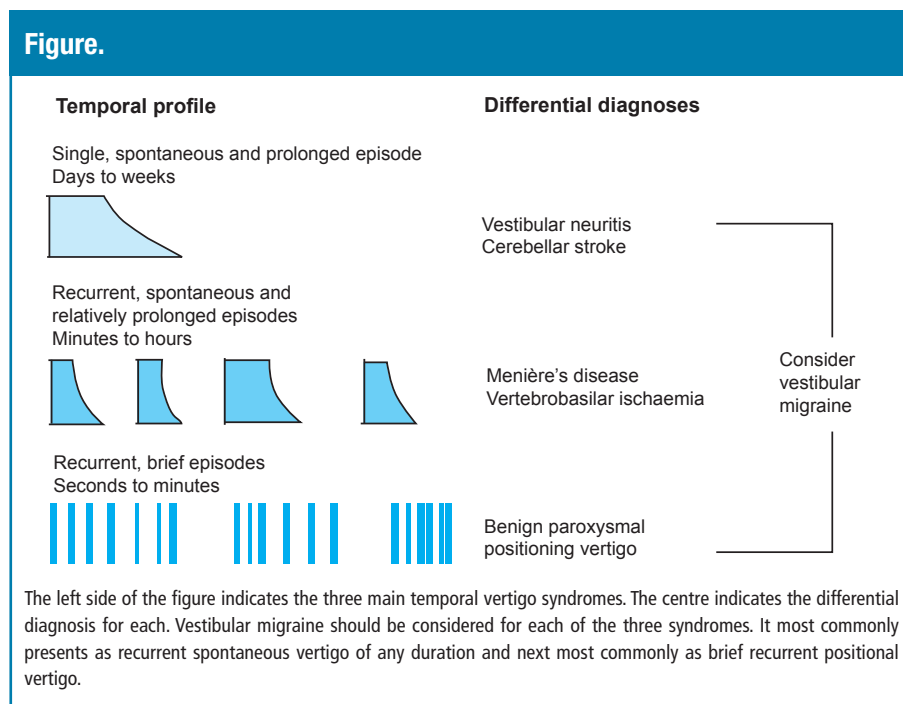 Figure.
Temporal profile
Differential diagnoses
Single, spontaneous and prolonged episode
Days to weeks
Vestibular neuritis
Cerebellar stroke
Recurrent, spontaneous and
relatively prolonged episodes
Minutes to hours
Menière’s disease
Vertebrobasilar ischaemia
Consider
vestibular
migraine
Recurrent, brief episodes
Seconds to minutes
Benign paroxysmal
positioning vertigo
The left side of the figure indicates the three main temporal vertigo syndromes. The centre indicates the differential
diagnosis for each. Vestibular migraine should be considered for each of the three syndromes. It most commonly
presents as recurrent spontaneous vertigo of any duration and next most commonly as brief recurrent positional
vertigo.